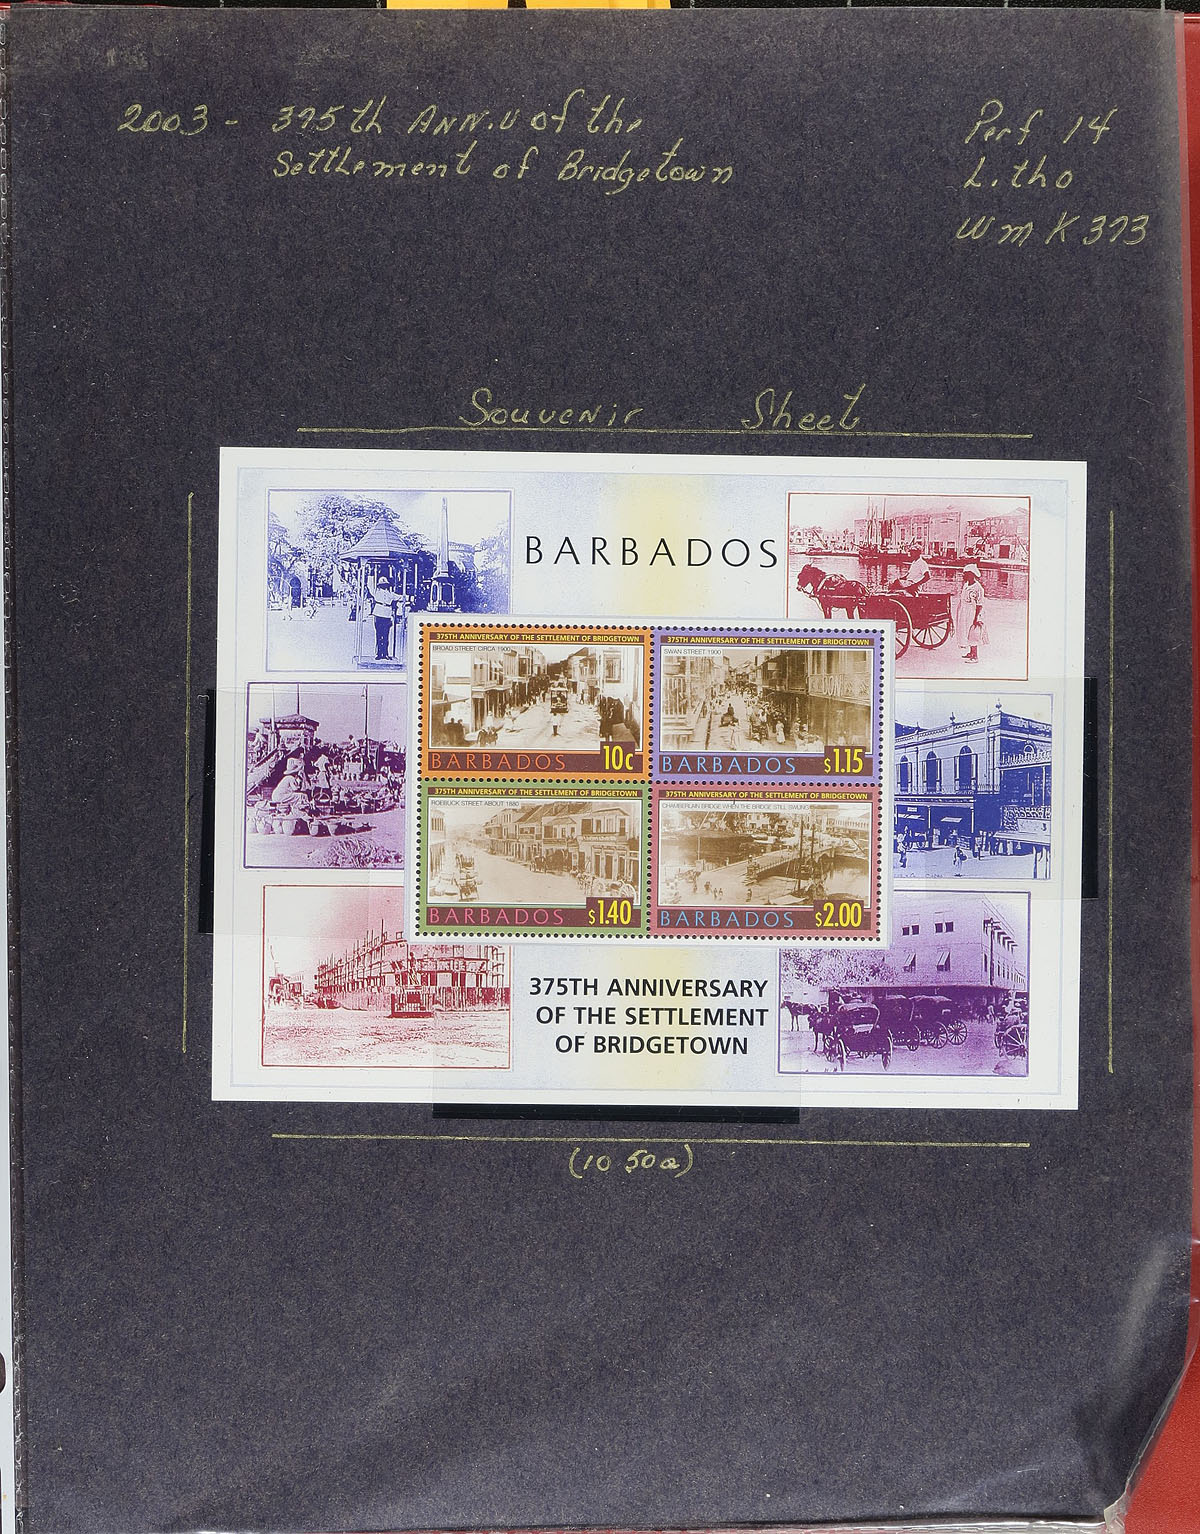 2003 - 375th Ann.v of the
Settlement of Bridgetown
Perf 14
Litho
Wmk 373
Souvenir Sheet
BARBADOS
375TH ANNIVERSARY OF THE SETTLEMENT OF BRIDGETOWN
BROAD STREET CIRCA 1900
BARBADOS 10c
375TH ANNIVERSARY OF THE SETTLEMENT OF BRIDGETOWN
SWAN STREET 1900
BARBADOS $1.15
375TH ANNIVERSARY OF THE SETTLEMENT OF BRIDGETOWN
ROEBUCK STREET ABOUT 1880
BARBADOS $1.40
375TH ANNIVERSARY OF THE SETTLEMENT OF BRIDGETOWN
CHAMBERLAIN BRIDGE WHEN THE BRIDGE STILL SWUNG
BARBADOS $2.00
375TH ANNIVERSARY
OF THE SETTLEMENT
OF BRIDGETOWN
(1050a)